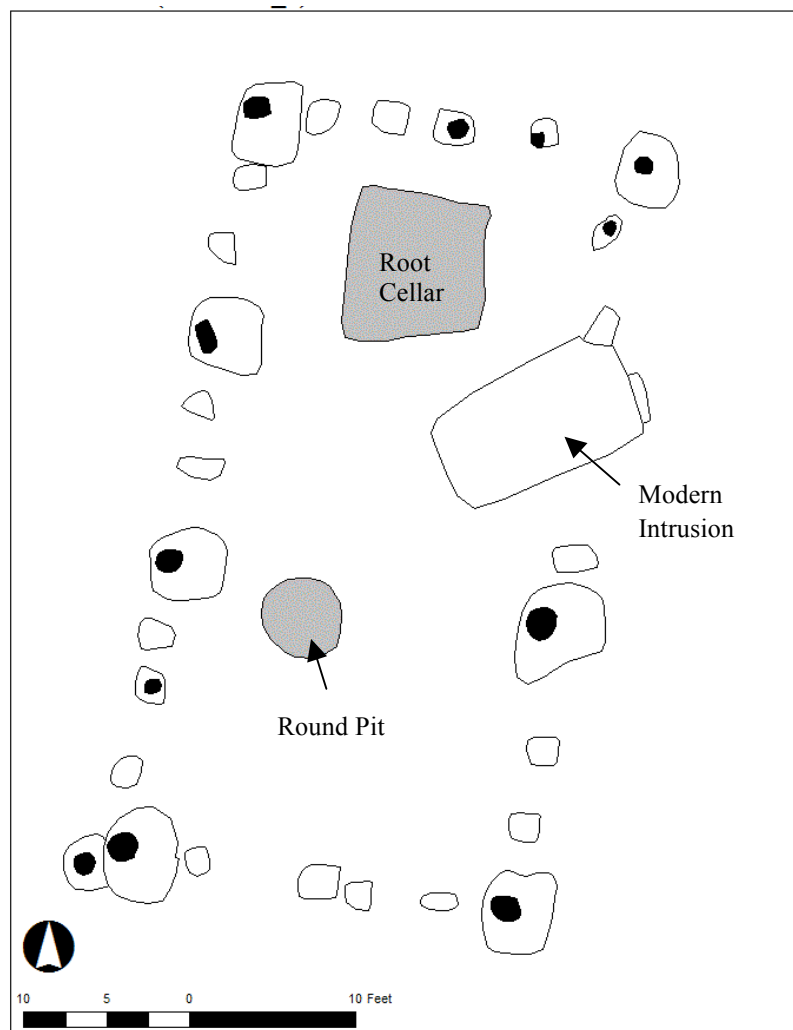 Root
Cellar
Modern
Intrusion
Round Pit
10 5 0 10 Feet